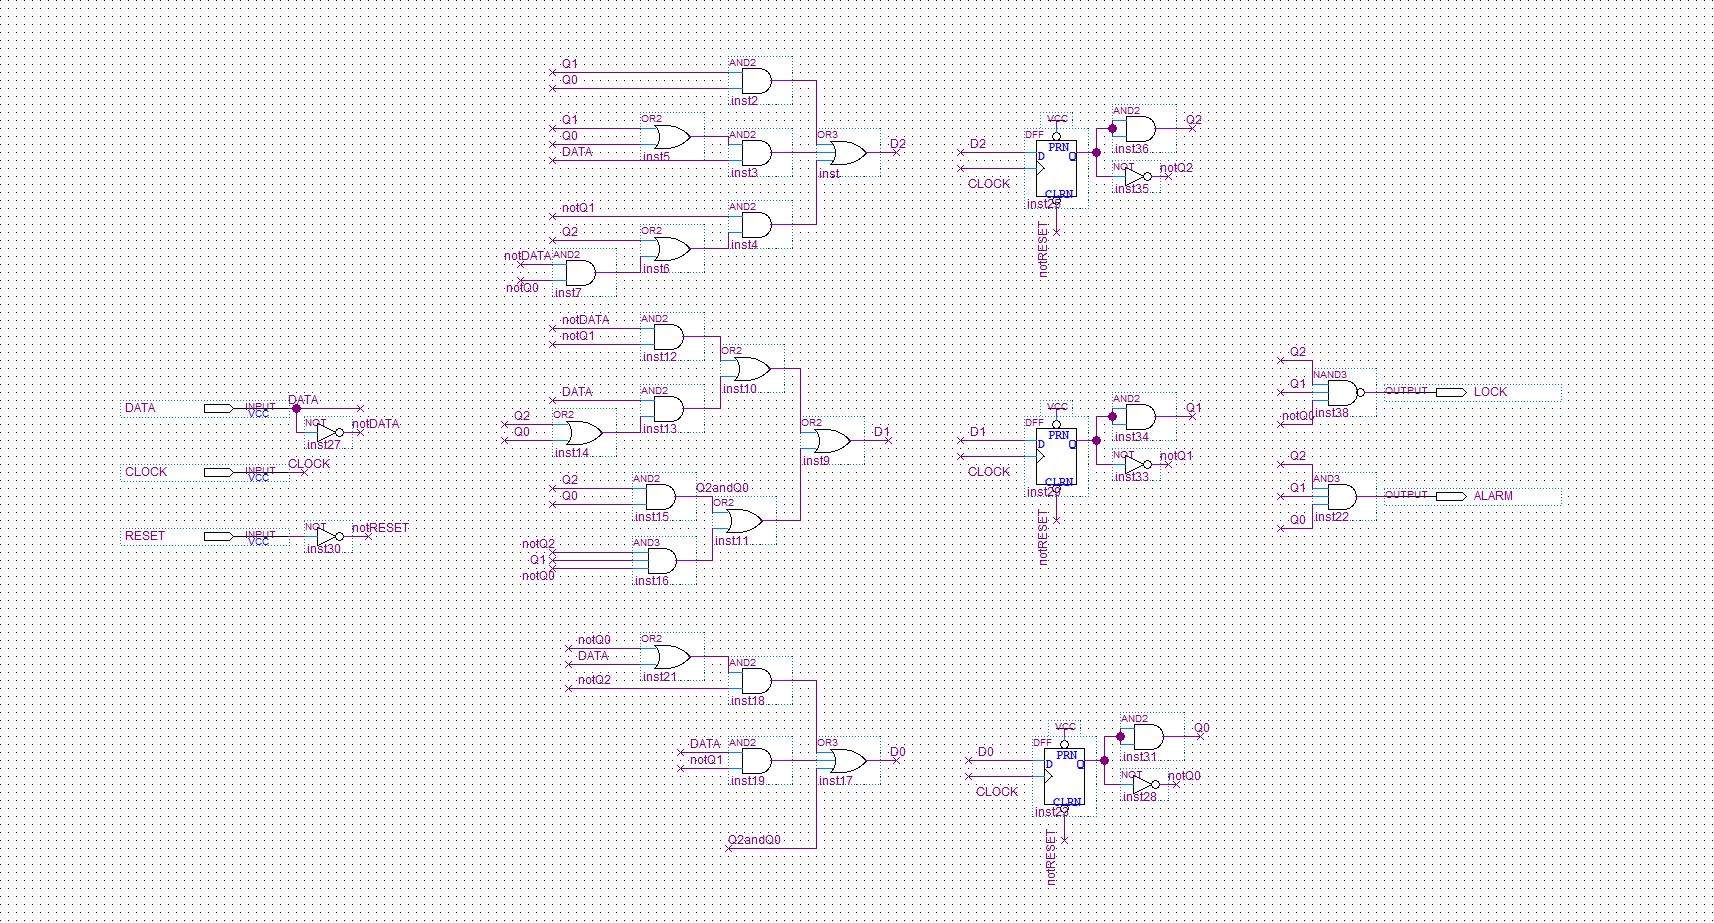 AND2
Q1
Q0
inst2
Q1
OR2
Q0
DATA
inst5
AND2
inst3
OR3
D2
inst
notQ1
AND2
inst4
Q2
OR2
inst6
notDATA
AND2
notQ0
inst7
D2
CLOCK
DFF
VCC
PRN
D
Q
CLRN
notRESET
AND2
Q2
inst36
NOT
notQ2
inst35
notDATA
AND2
notQ1
inst12
OR2
inst10
DATA
AND2
inst13
Q2
OR2
Q0
inst14
OR2
D1
inst9
Q2
AND2
Q0
inst15
Q2andQ0
OR2
inst11
notQ2
AND3
Q1
notQ0
inst16
DATA
INPUT
VCC
DATA
NOT
notDATA
inst27
CLOCK
INPUT
VCC
CLOCK
RESET
INPUT
VCC
NOT
notRESET
inst30
D1
CLOCK
DFF
VCC
PRN
D
Q
CLRN
notRESET
AND2
Q1
inst34
NOT
notQ1
inst33
Q2
Q1
NAND3
inst38
OUTPUT
LOCK
Q2
Q1
Q0
AND3
inst22
OUTPUT
ALARM
notQ0
OR2
DATA
inst21
notQ2
AND2
inst18
DATA
AND2
notQ1
inst19
OR3
D0
inst17
Q2andQ0
D0
CLOCK
DFF
VCC
PRN
D
Q
CLRN
notRESET
AND2
Q0
inst31
NOT
notQ0
inst28